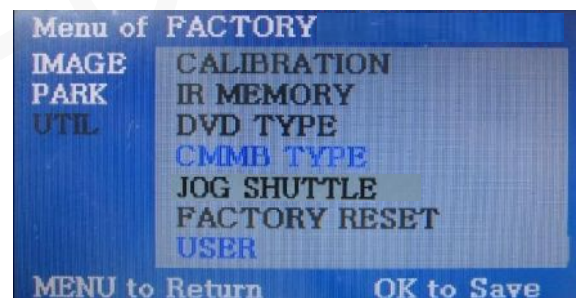 Menu of FACTORY
IMAGE
PARK
UTIL
CALIBRATION
IR MEMORY
DVD TYPE
CMMB TYPE
JOG SHUTTLE
FACTORY RESET
USER
MENU to Return OK to Save